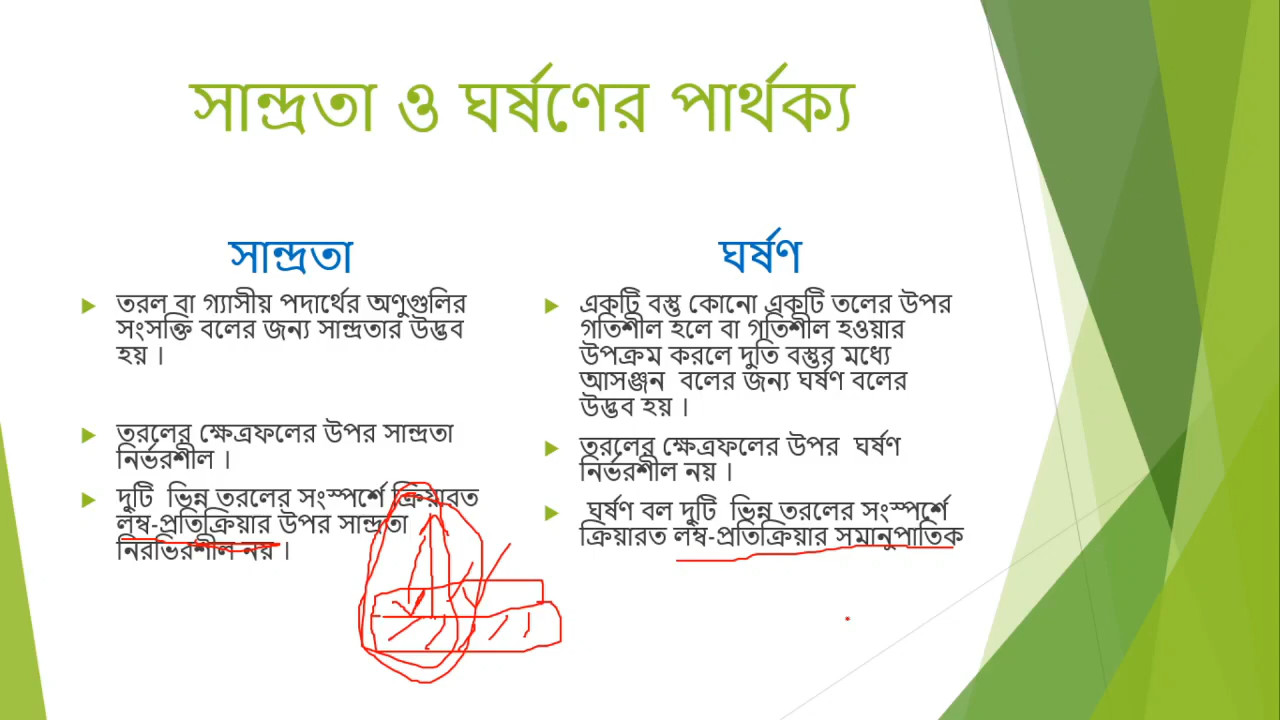 সান্দ্রতা ও ঘর্ষণের পার্থক্য
সান্দ্রতা
তরল বা গ্যাসীয় পদার্থের অণুগুলির
সংসক্তি বলের জন্য সান্দ্রতার উদ্ভব
হয় ।
তরলের ক্ষেত্রফলের উপর সান্দ্রতা
নির্ভরশীল ।
দুটি ভিন্ন তরলের সংস্পর্শে ক্রিয়ারত
লম্ব-প্রতিক্রিয়ার উপর সান্দ্রতা
নিরভিরশীল নয় ।
ঘর্ষণ
একটি বস্তু কোনো একটি তলের উপর
গতিশীল হলে বা গতিশীল হওয়ার
উপক্রম করলে দুতি বস্তুর মধ্যে
আসঞ্জন বলের জন্য ঘর্ষণ বলের
উদ্ভব হয় ।
তরলের ক্ষেত্রফলের উপর ঘর্ষণ
নির্ভরশীল নয় ।
ঘর্ষণ বল দুটি ভিন্ন তরলের সংস্পর্শে
ক্রিয়ারত লম্ব-প্রতিক্রিয়ার সমানুপাতিক